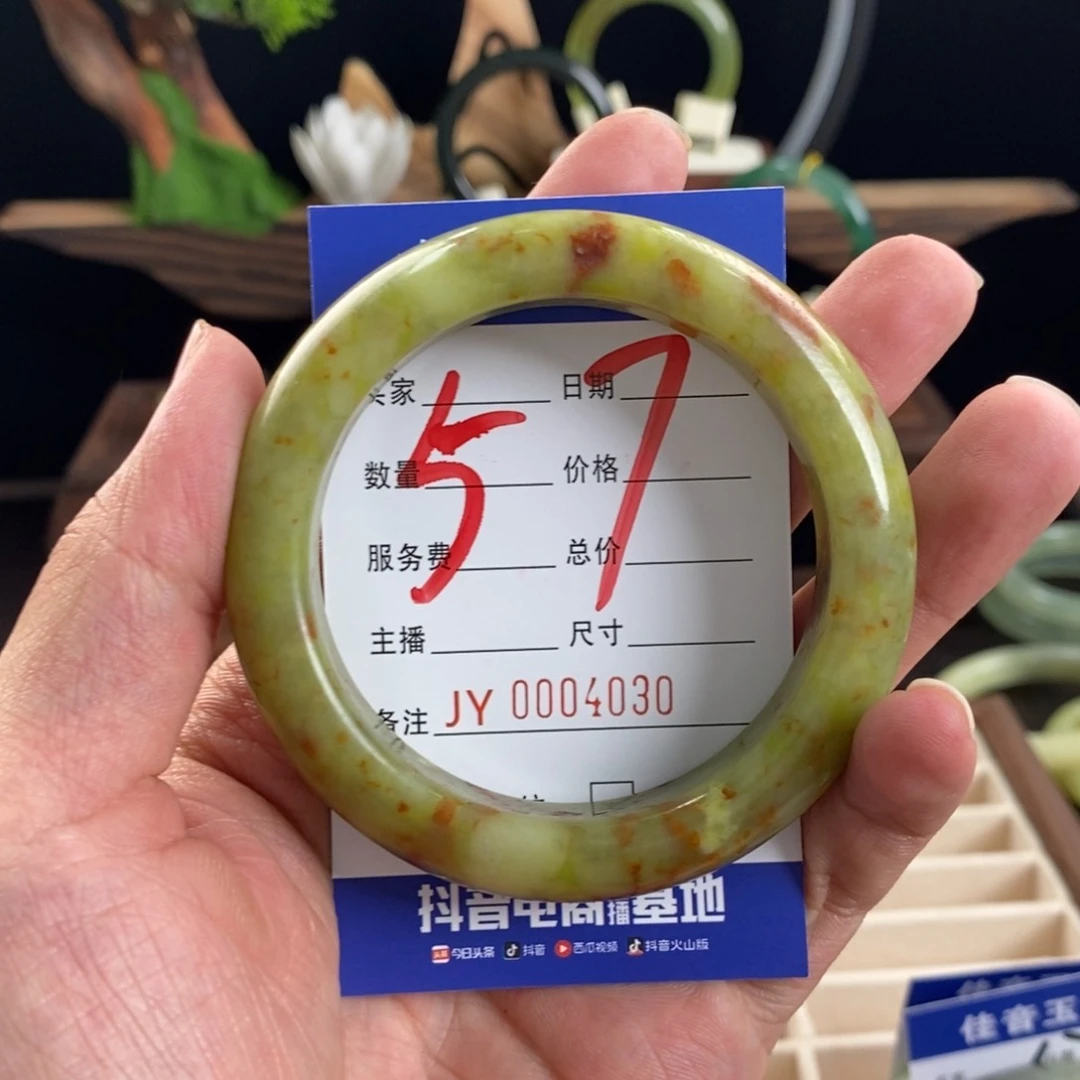 家 日期
57
数量 价格
服务费 总价
主播 尺寸
备注 JY 0004030
抖音电商直播基地
今日头条 抖音 西瓜视频 抖音火山版
佳音玉